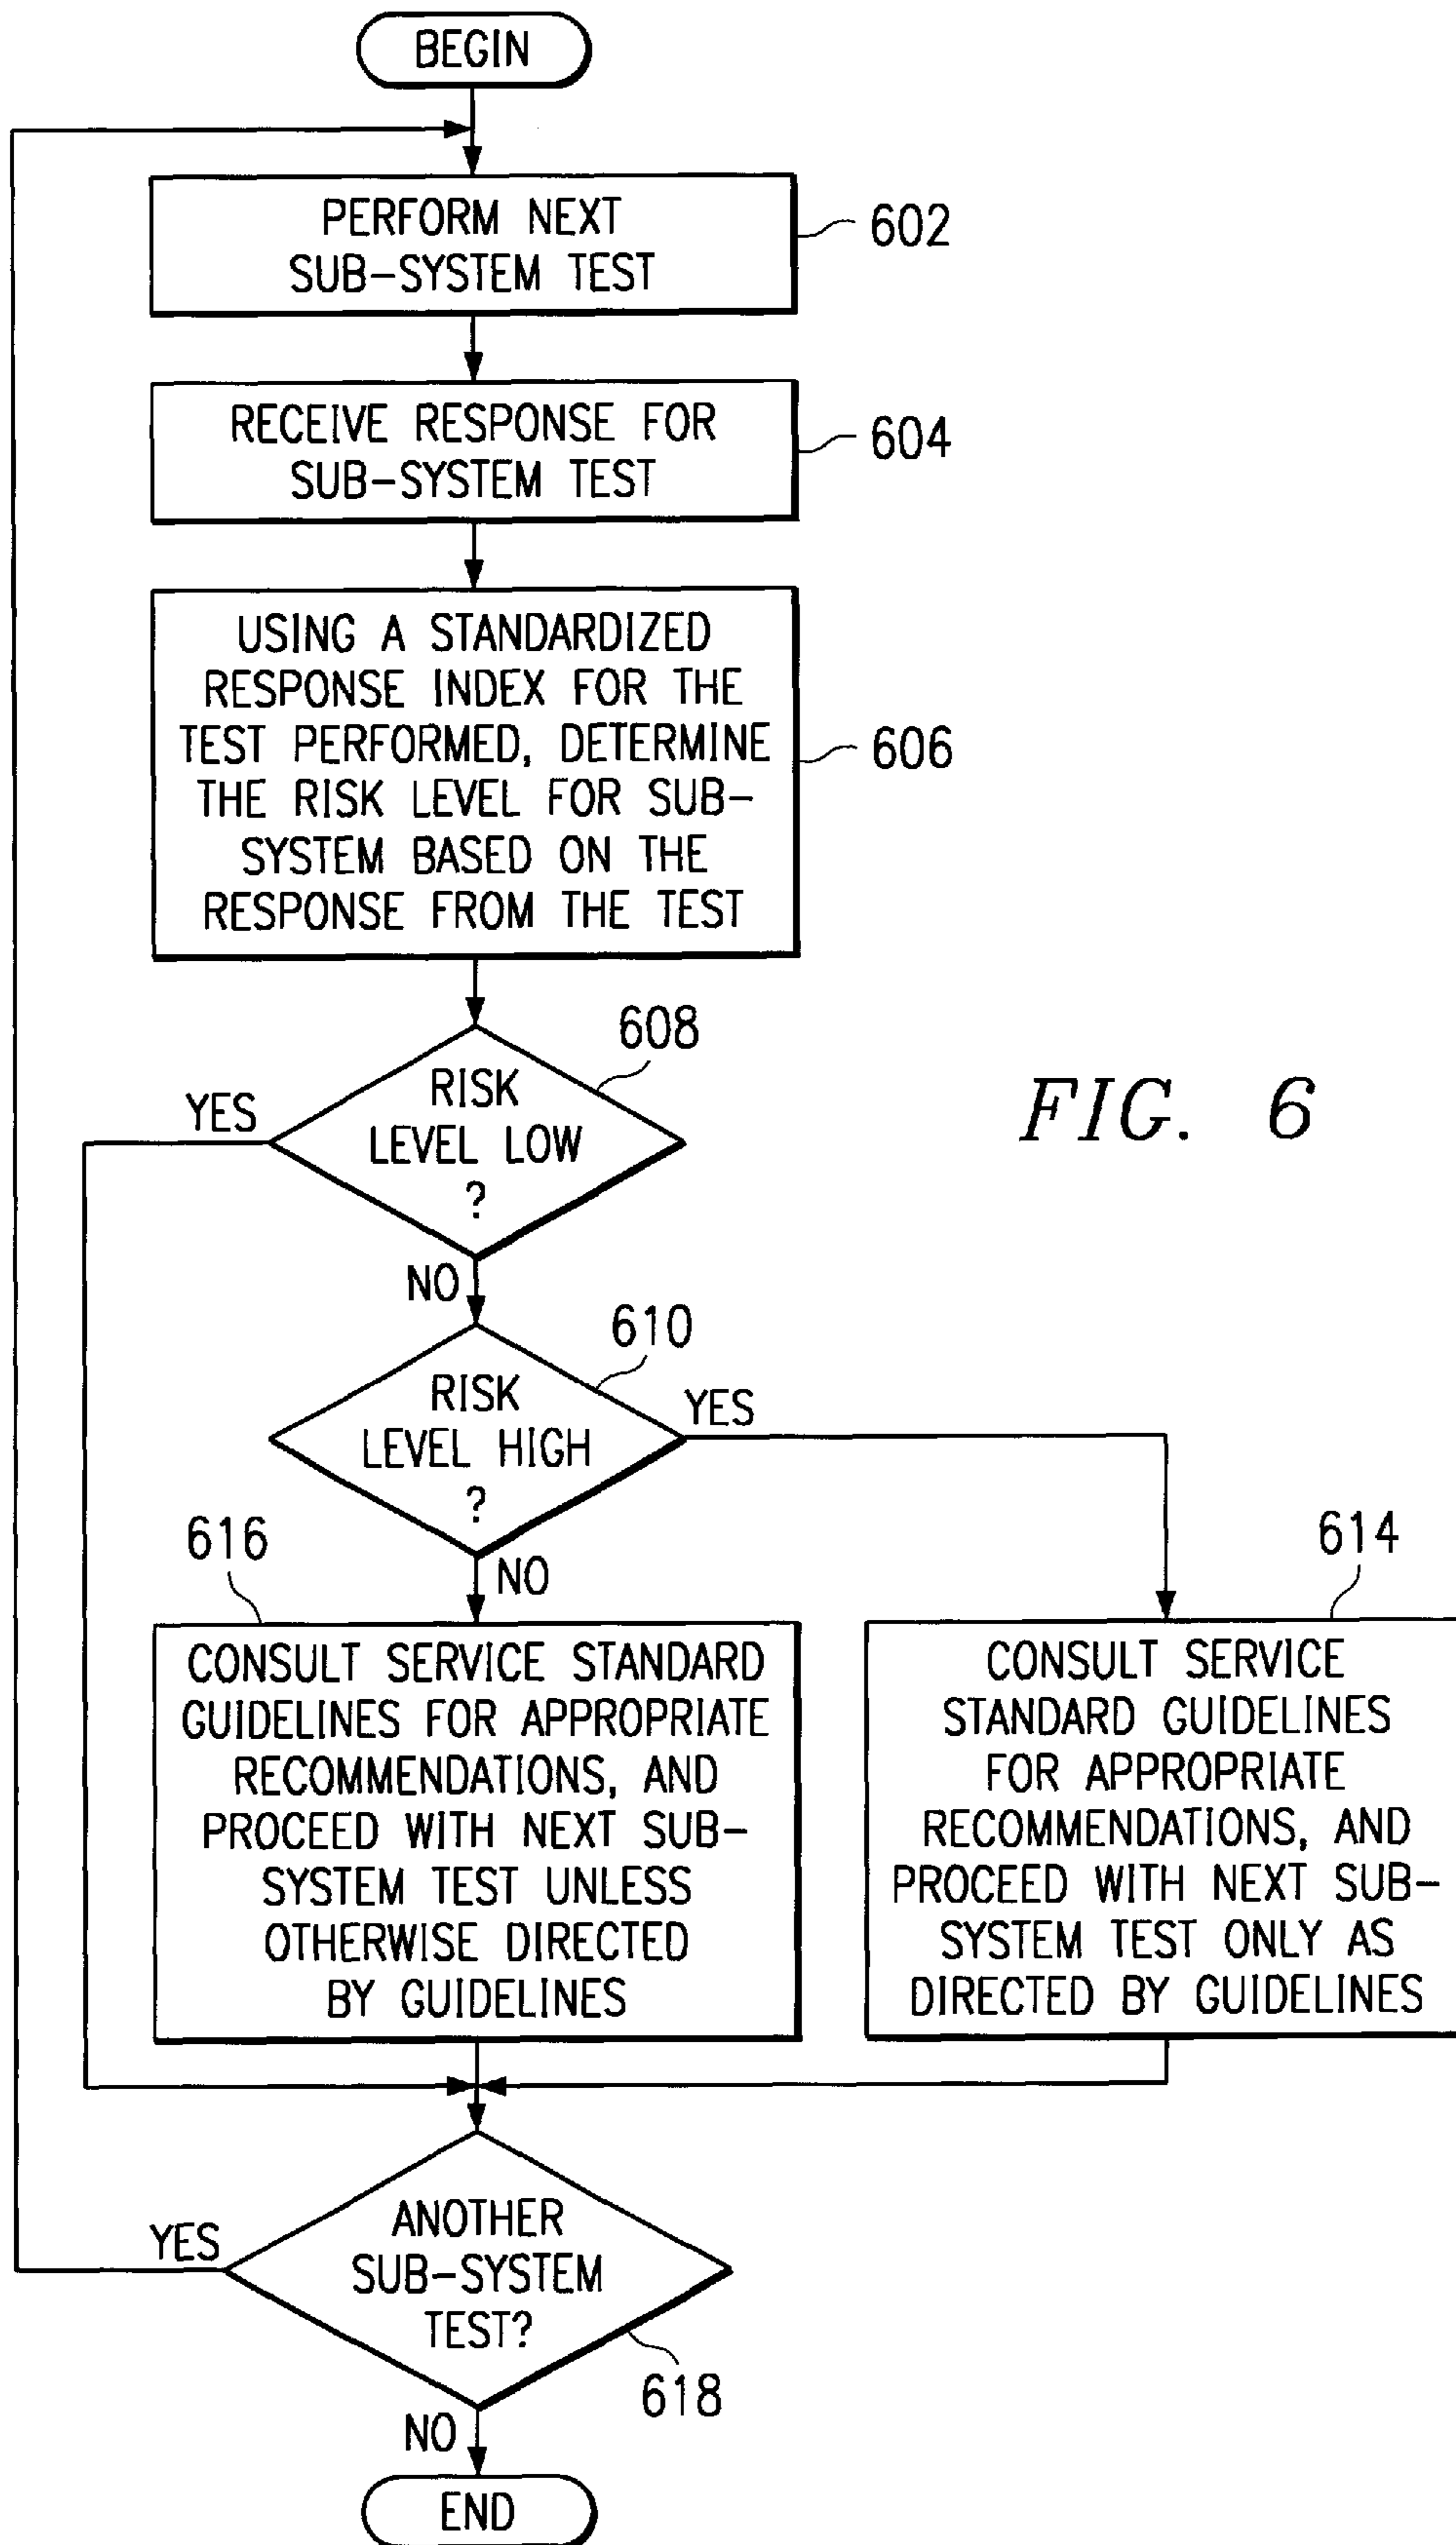 BEGIN
PERFORM NEXT
SUB-SYSTEM TEST
602
RECEIVE RESPONSE FOR
SUB-SYSTEM TEST
604
USING A STANDARDIZED
RESPONSE INDEX FOR THE
TEST PERFORMED, DETERMINE
THE RISK LEVEL FOR SUB-
SYSTEM BASED ON THE
RESPONSE FROM THE TEST
606
608
RISK
LEVEL LOW
?
YES
NO
FIG. 6
610
RISK
LEVEL HIGH
?
YES
NO
616
CONSULT SERVICE STANDARD
GUIDELINES FOR APPROPRIATE
RECOMMENDATIONS, AND
PROCEED WITH NEXT SUB-
SYSTEM TEST UNLESS
OTHERWISE DIRECTED
BY GUIDELINES
614
CONSULT SERVICE
STANDARD GUIDELINES
FOR APPROPRIATE
RECOMMENDATIONS, AND
PROCEED WITH NEXT SUB-
SYSTEM TEST ONLY AS
DIRECTED BY GUIDELINES
YES
ANOTHER
SUB-SYSTEM
TEST?
618
NO
END